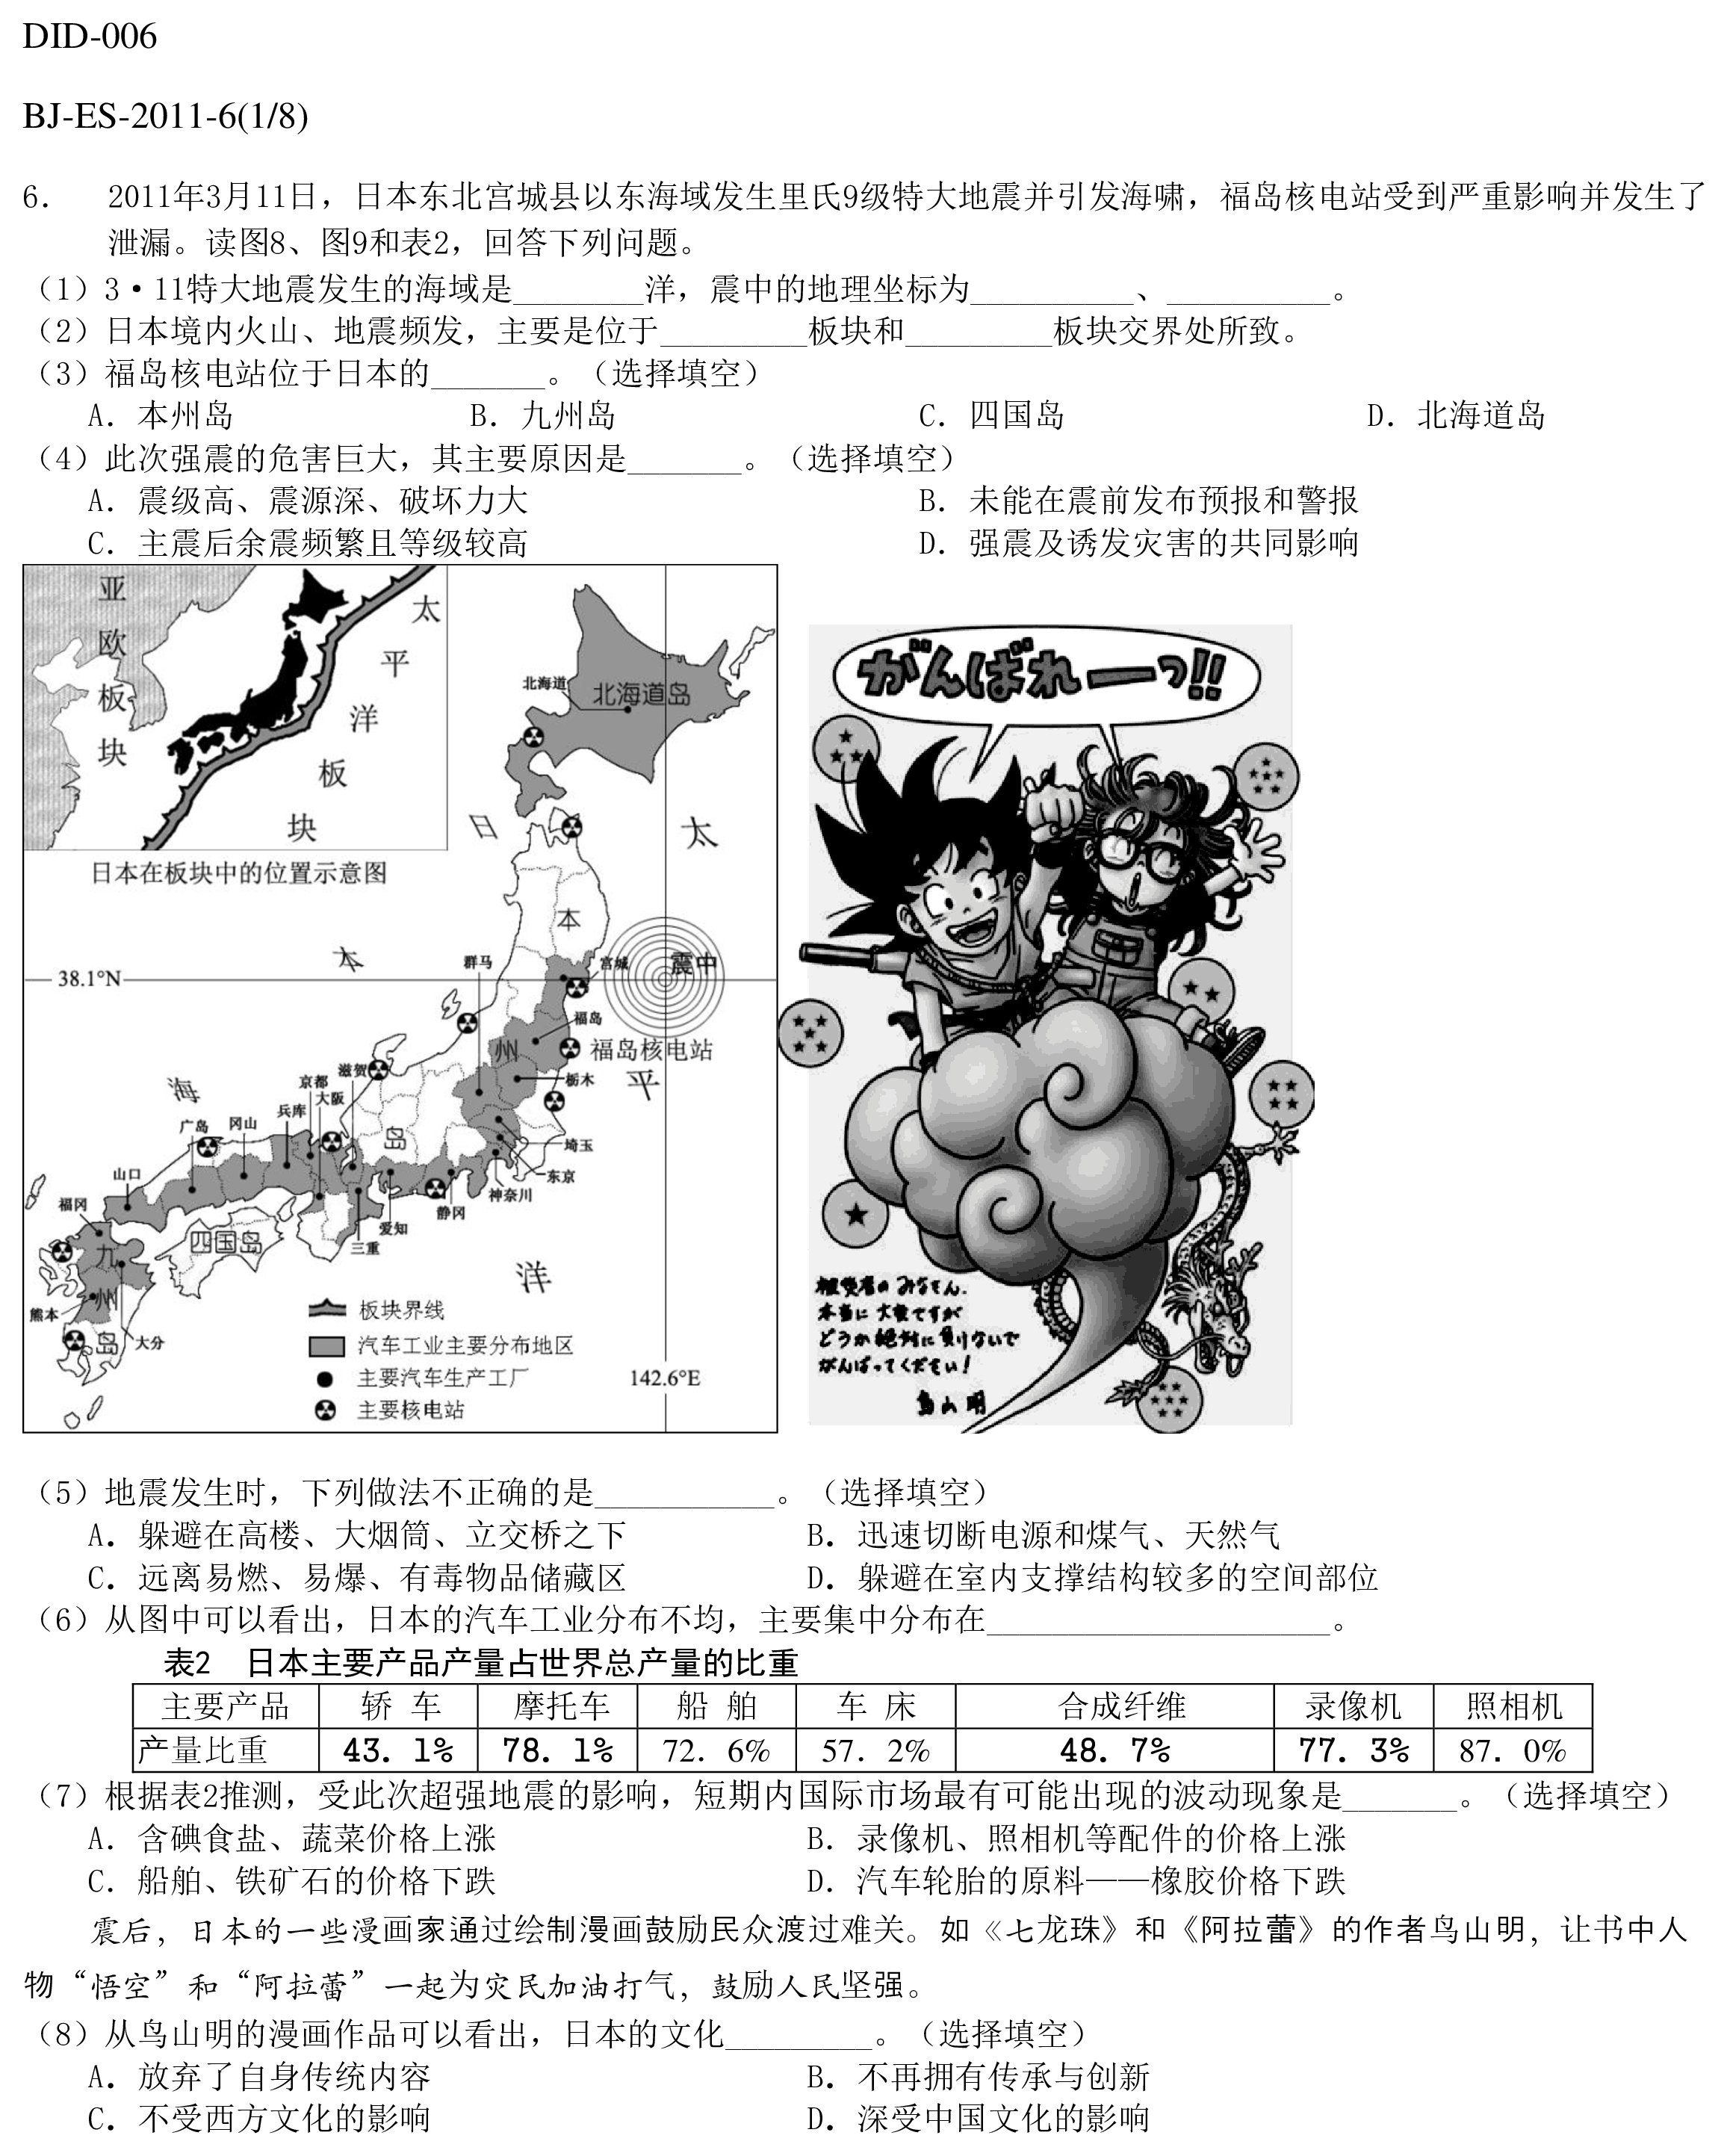 DID-006
BJ-ES-2011-6(1/8)
6. 2011年3月11日，日本东北宫城县以东海域发生里氏9级特大地震并引发海啸，福岛核电站受到严重影响并发生了
泄漏。读图8、图9和表2，回答下列问题。
（1）3·11特大地震发生的海域是________洋，震中的地理坐标为__________、__________。
（2）日本境内火山、地震频发，主要是位于_________板块和_________板块交界处所致。
（3）福岛核电站位于日本的_______。（选择填空）
A．本州岛 B．九州岛 C．四国岛 D．北海道岛
（4）此次强震的危害巨大，其主要原因是_______。（选择填空）
A．震级高、震源深、破坏力大 B．未能在震前发布预报和警报
C．主震后余震频繁且等级较高 D．强震及诱发灾害的共同影响
亚欧板块
太平洋板块
日本在板块中的位置示意图
北海道
北海道岛
日本海
太平洋
本州岛
38.1°N
群马
宫城
震中
福岛
福岛核电站
栃木
滋贺
京都
大阪
兵库
冈山
广岛
山口
福冈
埼玉
东京
神奈川
静冈
爱知
三重
四国岛
九州岛
熊本
大分
板块界线
汽车工业主要分布地区
主要汽车生产工厂
主要核电站
142.6°E
がんばれーっ!!
被災者のみなさん.
本当に大変ですが
どうか絶対に負けないで
がんばってください!
鳥山明
（5）地震发生时，下列做法不正确的是___________。（选择填空）
A．躲避在高楼、大烟筒、立交桥之下 B．迅速切断电源和煤气、天然气
C．远离易燃、易爆、有毒物品储藏区 D．躲避在室内支撑结构较多的空间部位
（6）从图中可以看出，日本的汽车工业分布不均，主要集中分布在_____________________。
表2 日本主要产品产量占世界总产量的比重
主要产品 轿 车 摩托车 船 舶 车 床 合成纤维 录像机 照相机
产量比重 43. 1% 78. 1% 72. 6% 57. 2% 48. 7% 77. 3% 87. 0%
（7）根据表2推测，受此次超强地震的影响，短期内国际市场最有可能出现的波动现象是_______。（选择填空）
A．含碘食盐、蔬菜价格上涨 B．录像机、照相机等配件的价格上涨
C．船舶、铁矿石的价格下跌 D．汽车轮胎的原料——橡胶价格下跌
震后，日本的一些漫画家通过绘制漫画鼓励民众渡过难关。如《七龙珠》和《阿拉蕾》的作者鸟山明，让书中人
物“悟空”和“阿拉蕾”一起为灾民加油打气，鼓励人民坚强。
（8）从鸟山明的漫画作品可以看出，日本的文化_________。（选择填空）
A．放弃了自身传统内容 B．不再拥有传承与创新
C．不受西方文化的影响 D．深受中国文化的影响